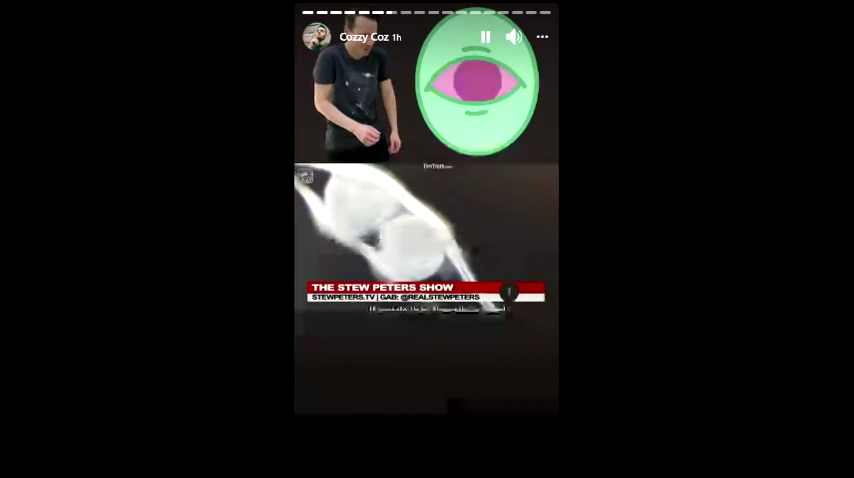 Cozzy Coz 1h
THE STEW PETERS SHOW
STEWPETERS.TV | GAB: @REALSTEWPETERS